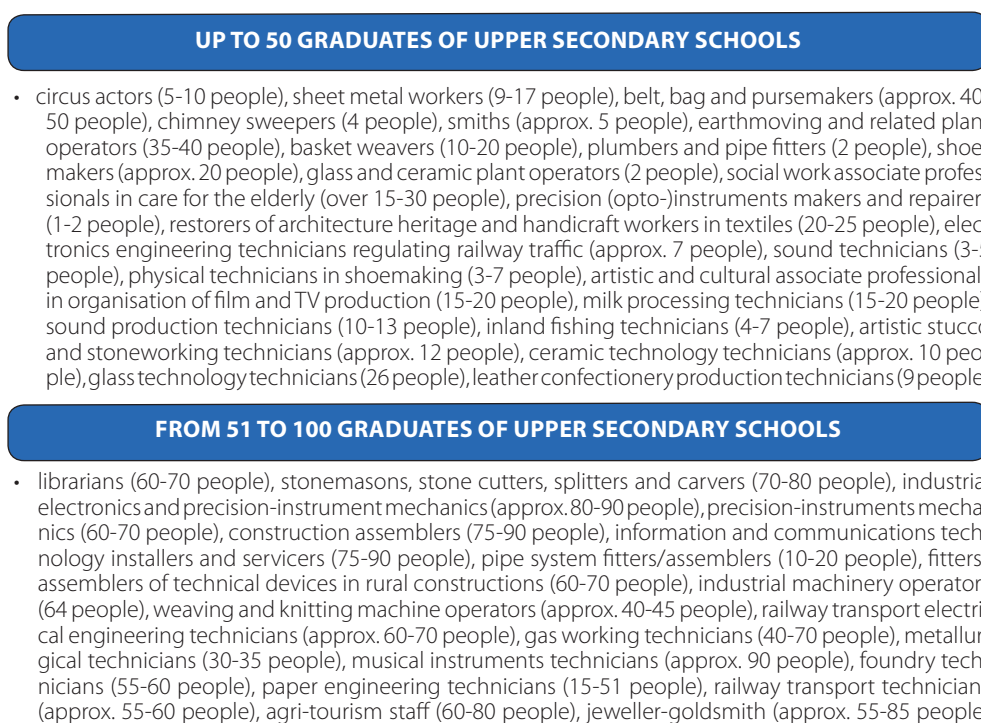 UP TO 50 GRADUATES OF UPPER SECONDARY SCHOOLS
• circus actors (5-10 people), sheet metal workers (9-17 people), belt, bag and pursemakers (approx. 40
50 people), chimney sweepers (4 people), smiths (approx. 5 people), earthmoving and related plan
operators (35-40 people), basket weavers (10-20 people), plumbers and pipe fitters (2 people), shoe
makers (approx. 20 people), glass and ceramic plant operators (2 people), social work associate profes
sionals in care for the elderly (over 15-30 people), precision (opto-)instruments makers and repairer
(1-2 people), restorers of architecture heritage and handicraft workers in textiles (20-25 people), elec
tronics engineering technicians regulating railway traffic (approx. 7 people), sound technicians (3-5
people), physical technicians in shoemaking (3-7 people), artistic and cultural associate professional
in organisation of film and TV production (15-20 people), milk processing technicians (15-20 people)
sound production technicians (10-13 people), inland fishing technicians (4-7 people), artistic stucco
and stoneworking technicians (approx. 12 people), ceramic technology technicians (approx. 10 peo
ple), glass technology technicians (26 people), leather confectionery production technicians (9 people
FROM 51 TO 100 GRADUATES OF UPPER SECONDARY SCHOOLS
• librarians (60-70 people), stonemasons, stone cutters, splitters and carvers (70-80 people), industria
electronics and precision-instrument mechanics (approx. 80-90 people), precision-instruments mecha
nics (60-70 people), construction assemblers (75-90 people), information and communications tech
nology installers and servicers (75-90 people), pipe system fitters/assemblers (10-20 people), fitters
assemblers of technical devices in rural constructions (60-70 people), industrial machinery operator
(64 people), weaving and knitting machine operators (approx. 40-45 people), railway transport electri
cal engineering technicians (approx. 60-70 people), gas working technicians (40-70 people), metallur
gical technicians (30-35 people), musical instruments technicians (approx. 90 people), foundry tech
nicians (55-60 people), paper engineering technicians (15-51 people), railway transport technician
(approx. 55-60 people), agri-tourism staff (60-80 people), jeweller-goldsmith (approx. 55-85 people